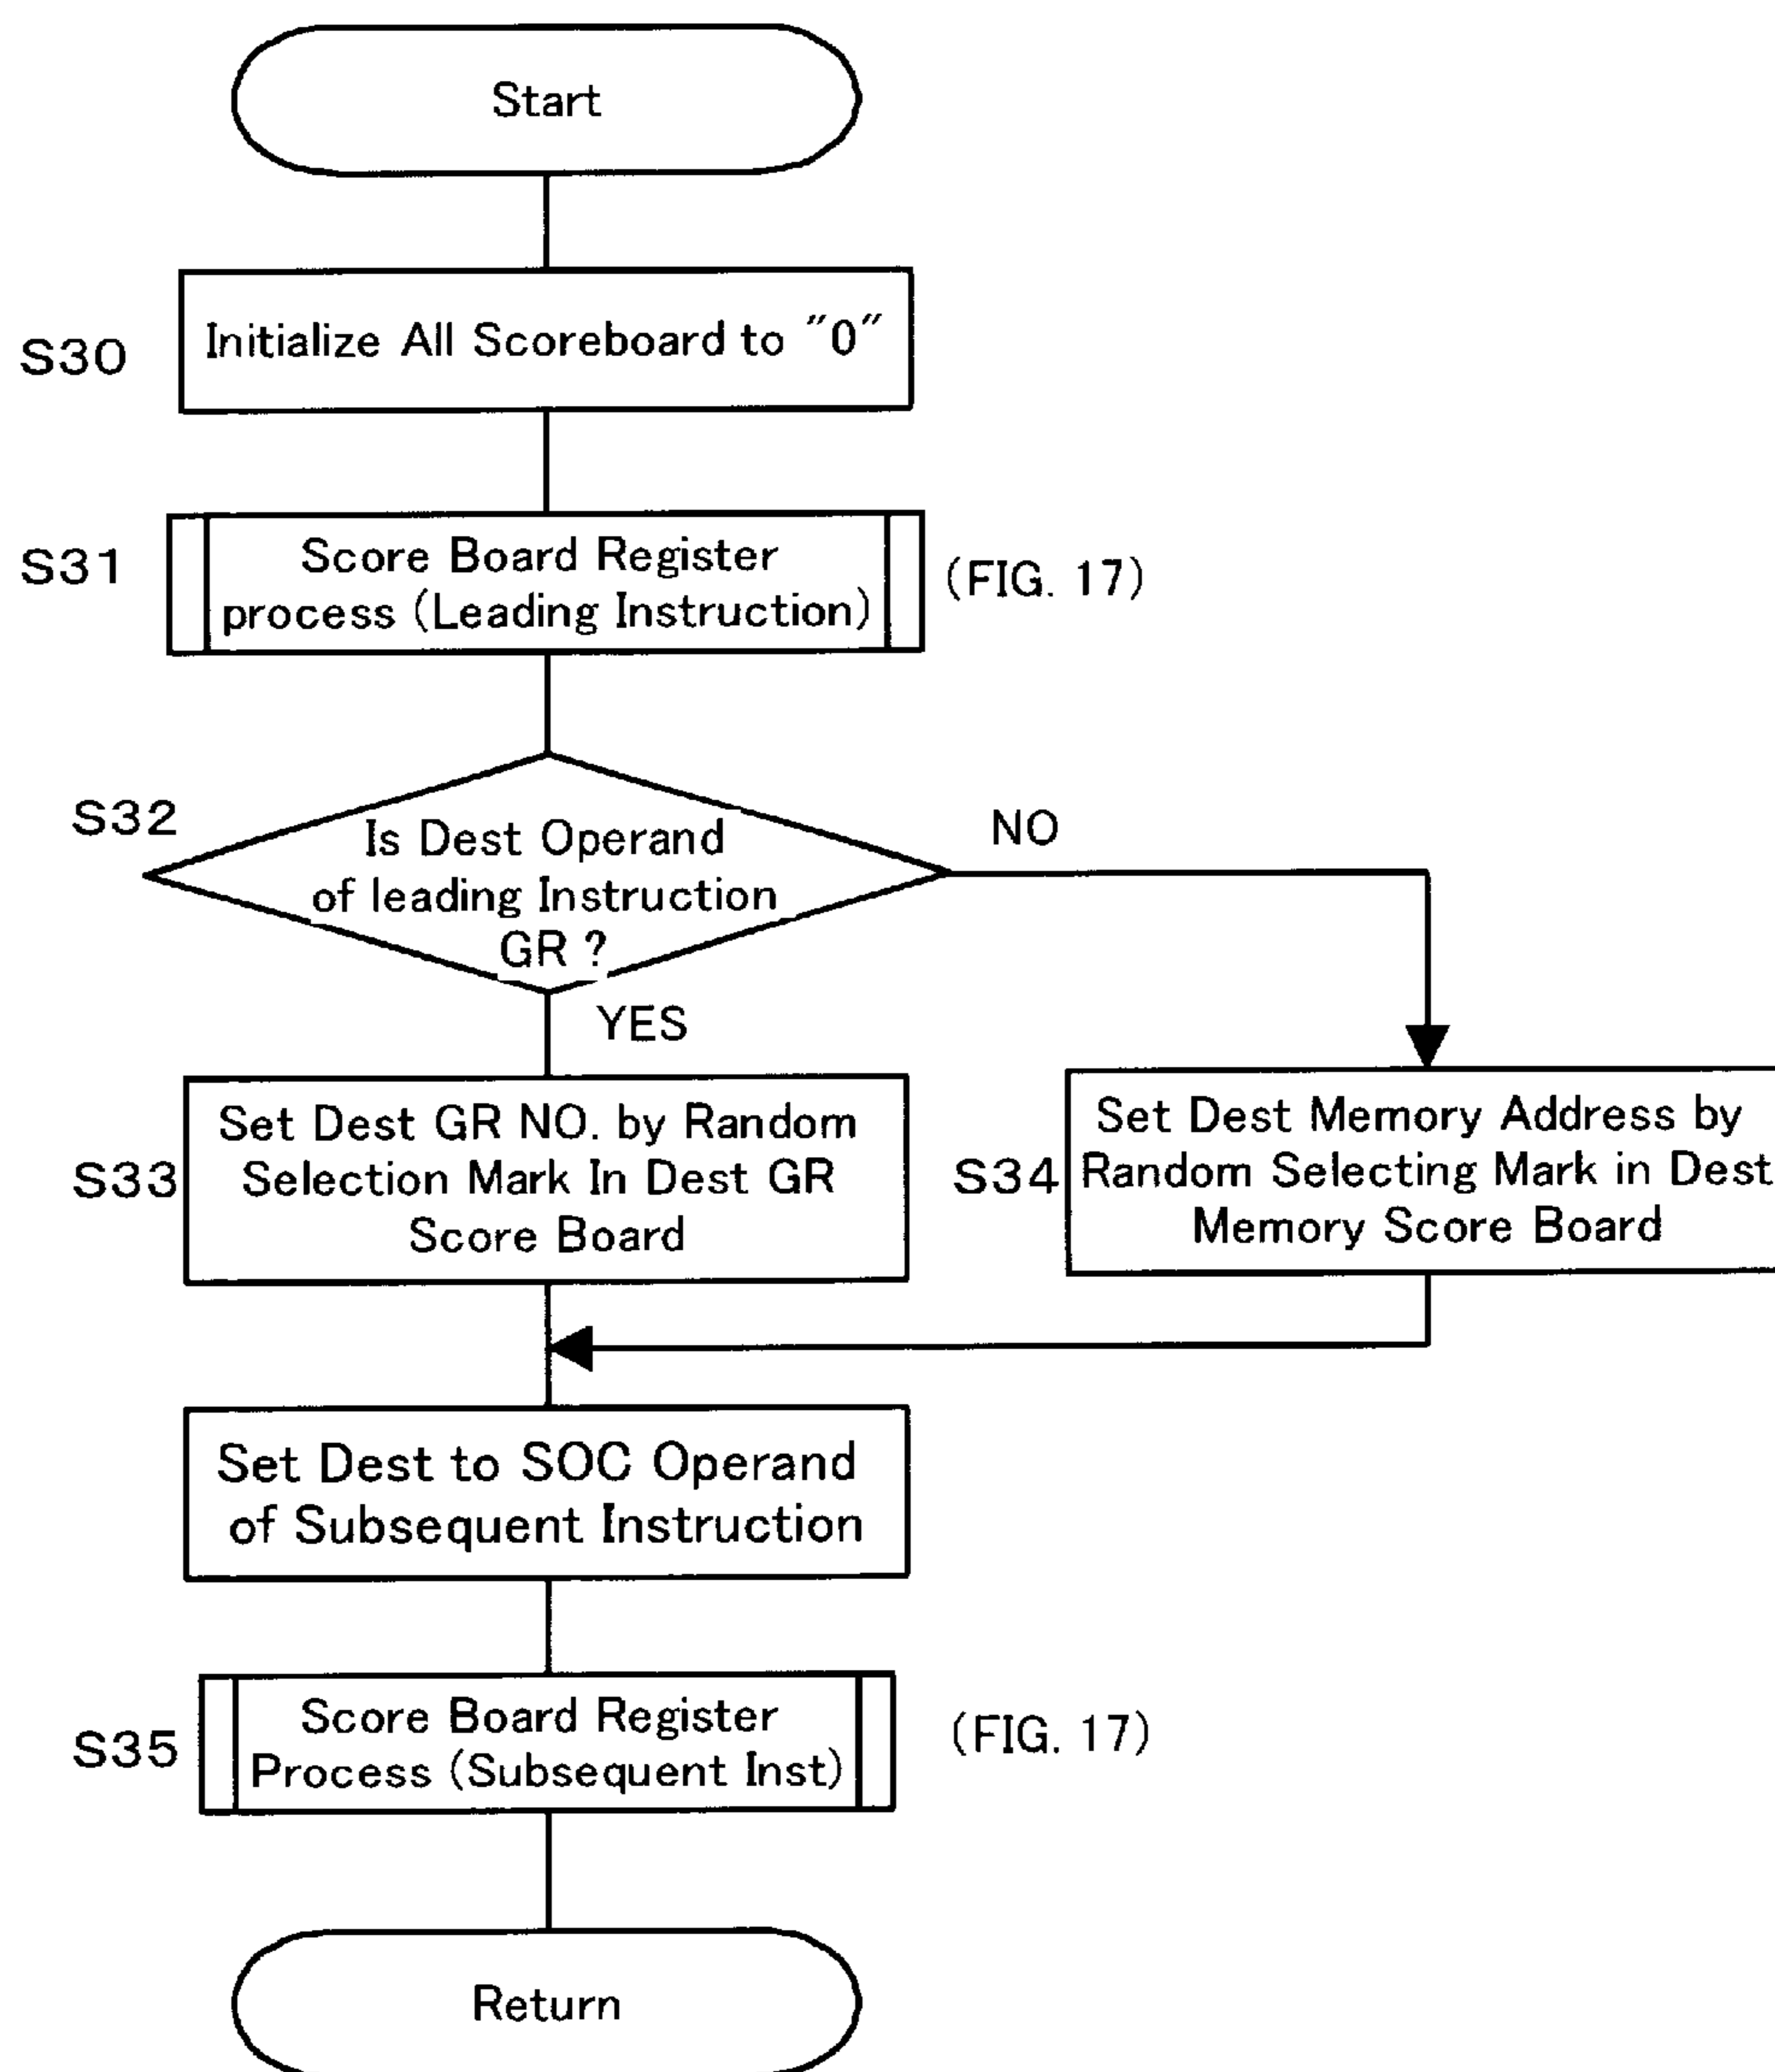 Start
S30
Initialize All Scoreboard to "0"
S31
Score Board Register
process (Leading Instruction)
(FIG. 17)
S32
Is Dest Operand
of leading Instruction
GR ?
NO
YES
S33
Set Dest GR NO. by Random
Selection Mark In Dest GR
Score Board
S34
Set Dest Memory Address by
Random Selecting Mark in Dest
Memory Score Board
Set Dest to SOC Operand
of Subsequent Instruction
S35
Score Board Register
Process (Subsequent Inst)
(FIG. 17)
Return